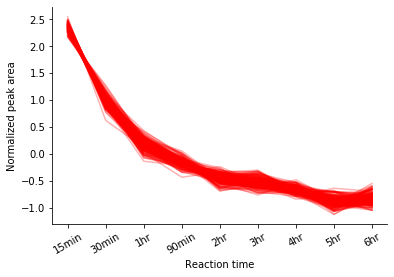 2.5
2.0
1.5
1.0
0.5
0.0
−0.5
−1.0
Normalized peak area
15min
30min
1hr
90min
2hr
3hr
4hr
5hr
6hr
Reaction time